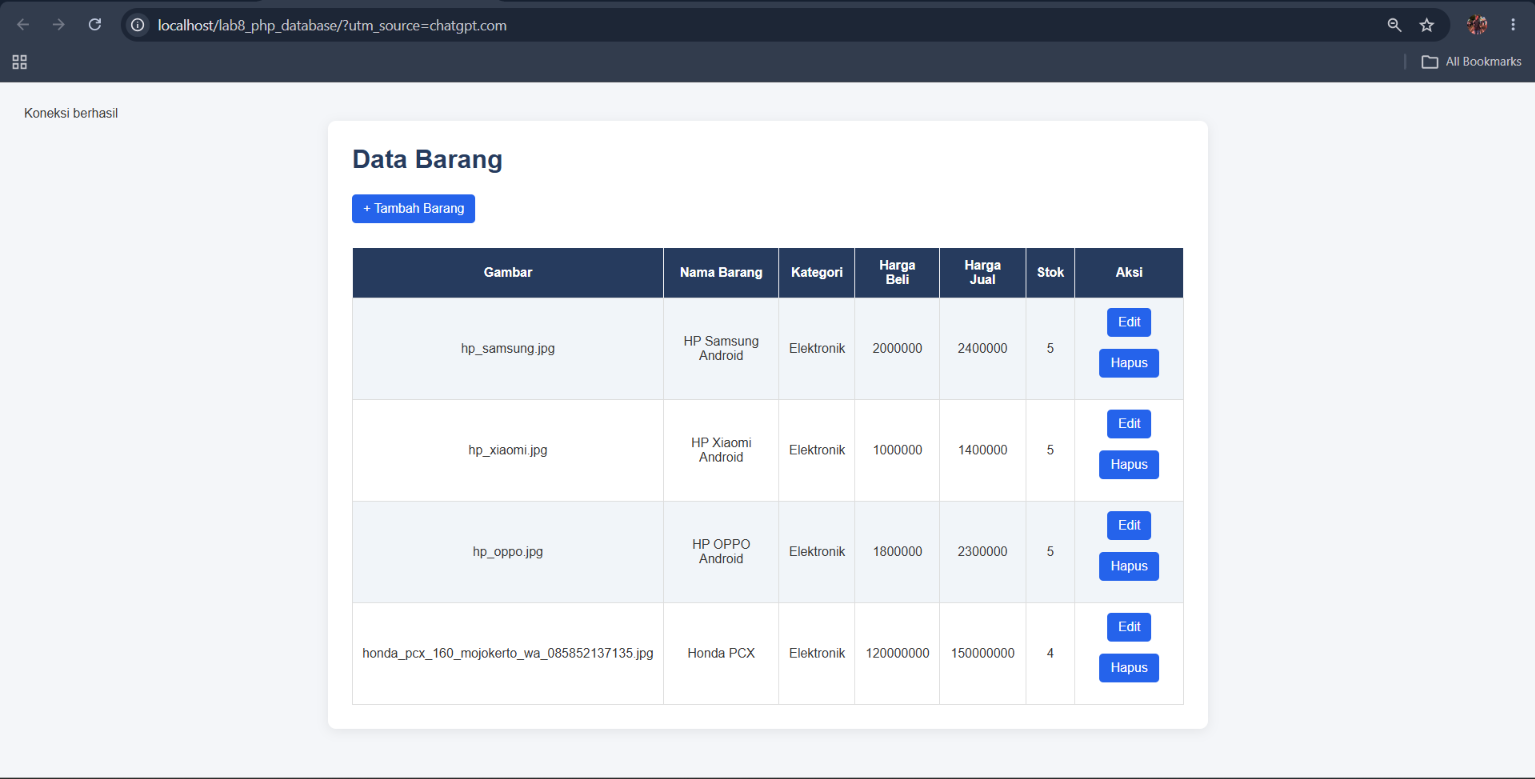 localhost/lab8_php_database/?utm_source=chatgpt.com
All Bookmarks
Koneksi berhasil
Data Barang
+ Tambah Barang
Gambar Nama Barang Kategori Harga Beli Harga Jual Stok Aksi
hp_samsung.jpg HP Samsung Android Elektronik 2000000 2400000 5 Edit Hapus
hp_xiaomi.jpg HP Xiaomi Android Elektronik 1000000 1400000 5 Edit Hapus
hp_oppo.jpg HP OPPO Android Elektronik 1800000 2300000 5 Edit Hapus
honda_pcx_160_mojokerto_wa_085852137135.jpg Honda PCX Elektronik 120000000 150000000 4 Edit Hapus